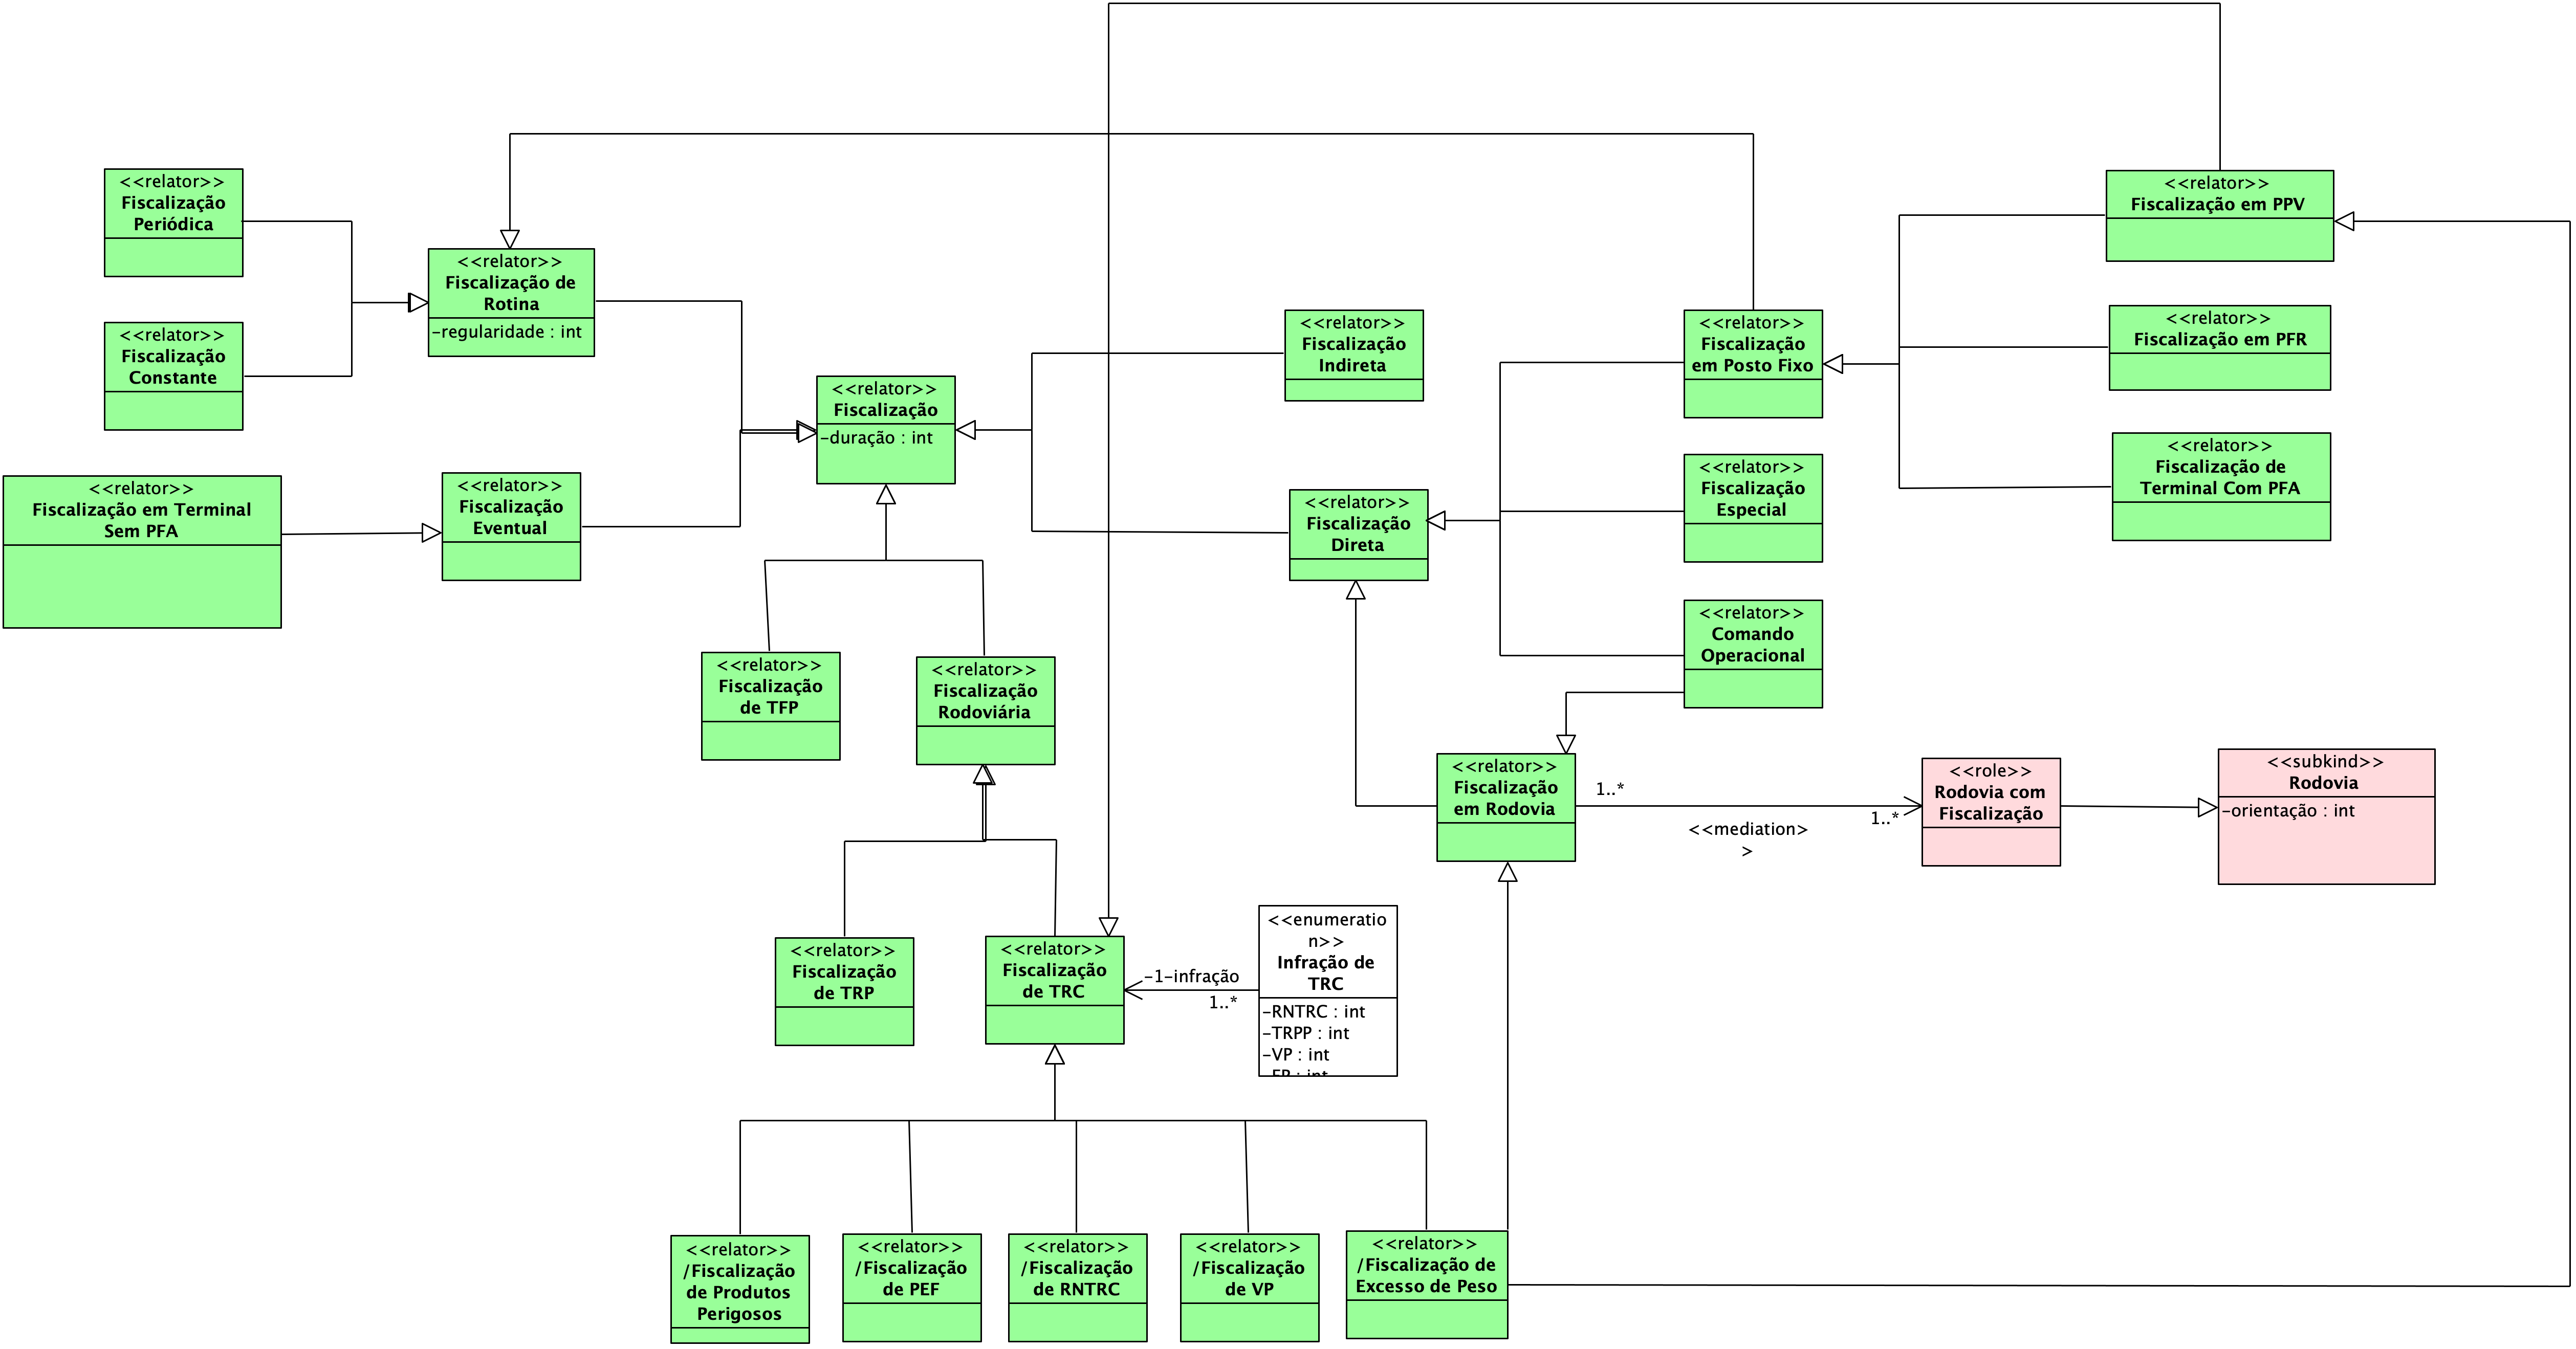 <<relator>>
Fiscalização
Periódica
<<relator>>
Fiscalização
Constante
<<relator>>
Fiscalização de
Rotina
-regularidade : int
<<relator>>
Fiscalização em Terminal
Sem PFA
<<relator>>
Fiscalização
Eventual
<<relator>>
Fiscalização
-duração : int
<<relator>>
Fiscalização
Indireta
<<relator>>
Fiscalização
Direta
<<relator>>
Fiscalização
em Posto Fixo
<<relator>>
Fiscalização
Especial
<<relator>>
Comando
Operacional
<<relator>>
Fiscalização em PPV
<<relator>>
Fiscalização em PFR
<<relator>>
Fiscalização de
Terminal Com PFA
<<relator>>
Fiscalização
de TFP
<<relator>>
Fiscalização
Rodoviária
<<relator>>
Fiscalização
em Rodovia
1..*
1..*
<<mediation>
>
<<role>>
Rodovia com
Fiscalização
<<subkind>>
Rodovia
-orientação : int
<<relator>>
Fiscalização
de TRP
<<relator>>
Fiscalização
de TRC
-1-infração
1..*
<<enumeratio
n>>
Infração de
TRC
-RNTRC : int
-TRPP : int
-VP : int
<<relator>>
/Fiscalização
de Produtos
Perigosos
<<relator>>
/Fiscalização
de PEF
<<relator>>
/Fiscalização
de RNTRC
<<relator>>
/Fiscalização
de VP
<<relator>>
/Fiscalização de
Excesso de Peso